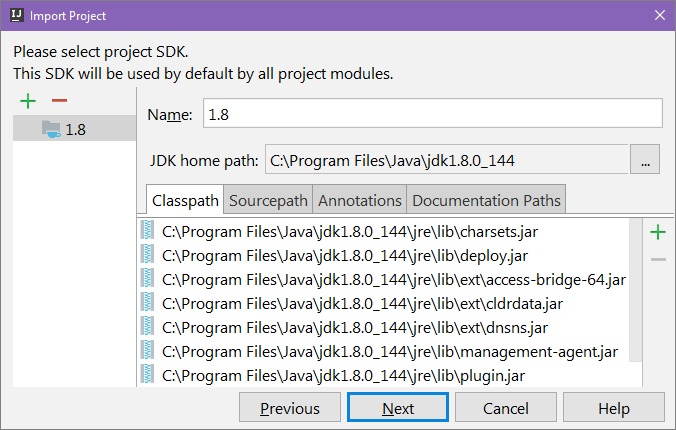 IJ Import Project
Please select project SDK.
This SDK will be used by default by all project modules.
1.8
Name: 1.8
JDK home path: C:\Program Files\Java\jdk1.8.0_144 ...
Classpath Sourcepath Annotations Documentation Paths
C:\Program Files\Java\jdk1.8.0_144\jre\lib\charsets.jar
C:\Program Files\Java\jdk1.8.0_144\jre\lib\deploy.jar
C:\Program Files\Java\jdk1.8.0_144\jre\lib\ext\access-bridge-64.jar
C:\Program Files\Java\jdk1.8.0_144\jre\lib\ext\cldrdata.jar
C:\Program Files\Java\jdk1.8.0_144\jre\lib\ext\dnsns.jar
C:\Program Files\Java\jdk1.8.0_144\jre\lib\management-agent.jar
C:\Program Files\Java\jdk1.8.0_144\jre\lib\plugin.jar
Previous Next Cancel Help